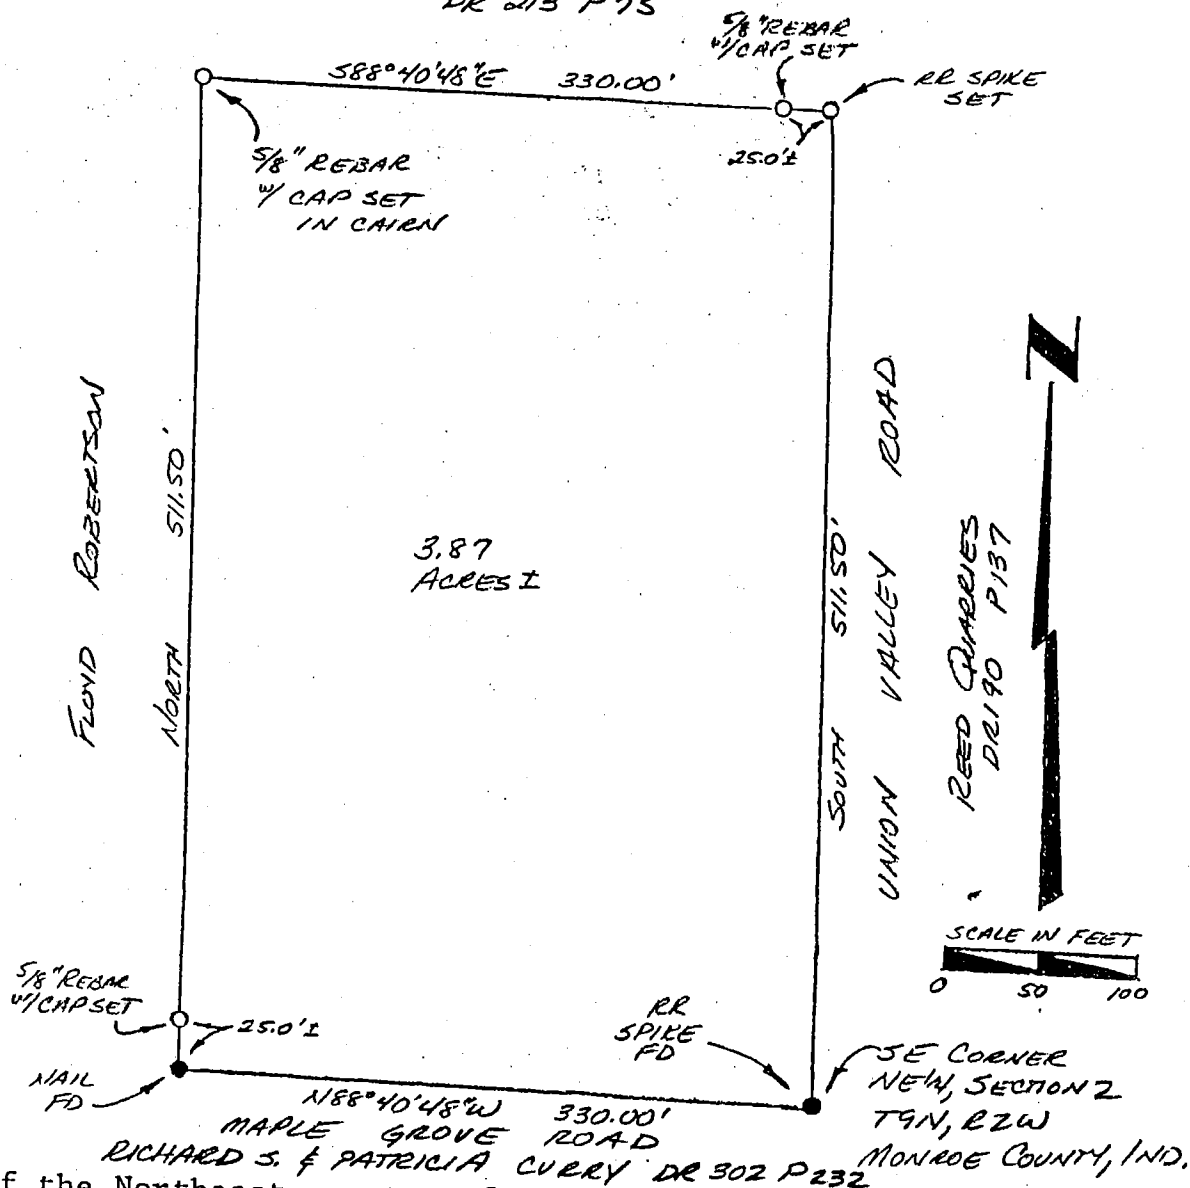 DR 213 P 75
5/8" REBAR
W/CAP SET
S88°40'48"E 330.00'
RR SPIKE
SET
25.0'±
5/8" REBAR
W/ CAP SET
IN CAIRN
FLOYD ROBERTSON
NORTH 511.50'
3.87
ACRES ±
SOUTH 511.50'
UNION VALLEY ROAD
REED QUARRIES
DR 190 P 137
N
SCALE IN FEET
0 50 100
5/8" REBAR
W/CAP SET
25.0'±
NAIL
FD
RR
SPIKE
FD
SE CORNER
NE¼, SECTION 2
T9N, R2W
MONROE COUNTY, IND.
N88°40'48"W 330.00'
MAPLE GROVE ROAD
RICHARD S. & PATRICIA CURRY DR 302 P 232
f the Northeast